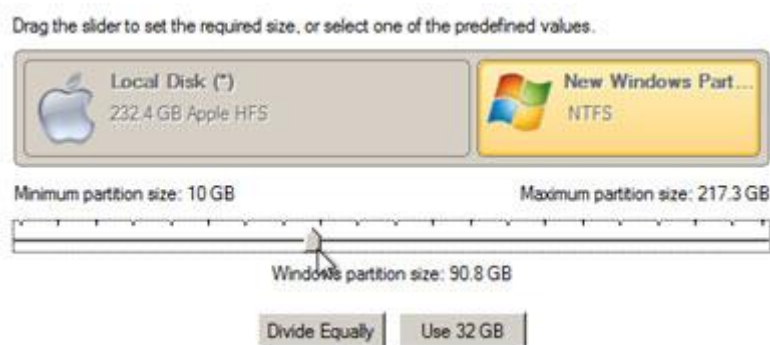 Drag the slider to set the required size, or select one of the predefined values.
Local Disk (*)
232.4 GB Apple HFS
New Windows Part...
NTFS
Minimum partition size: 10 GB
Maximum partition size: 217.3 GB
Windows partition size: 90.8 GB
Divide Equally
Use 32 GB